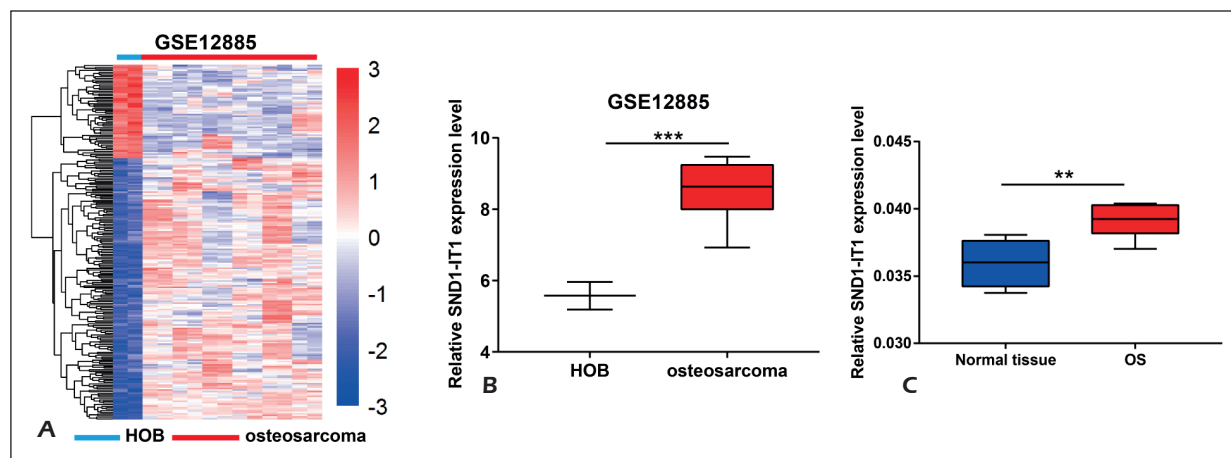 GSE12885
3
2
1
0
-1
-2
-3
A
HOB
osteosarcoma
GSE12885
Relative SND1-IT1 expression level
10
8
6
4
***
HOB
osteosarcoma
B
Relative SND1-IT1 expression level
0.045
0.040
0.035
0.030
**
Normal tissue
OS
C